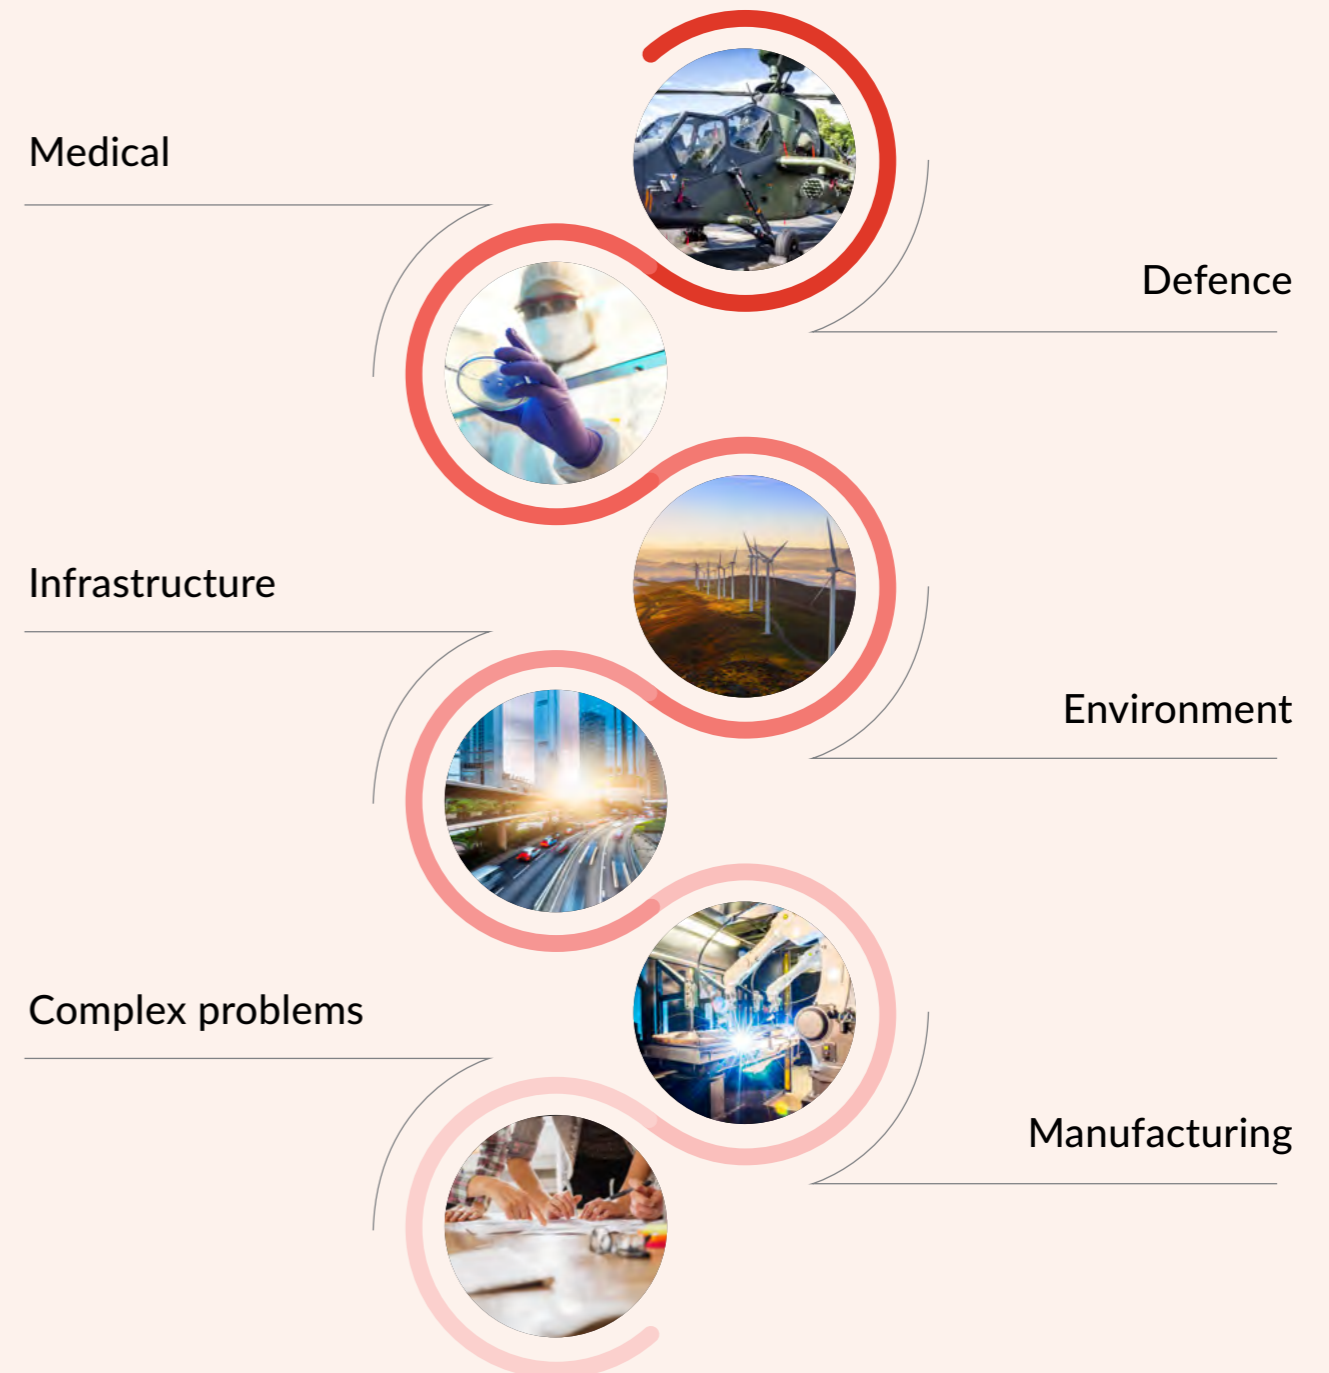 Medical
Defence
Infrastructure
Environment
Complex problems
Manufacturing